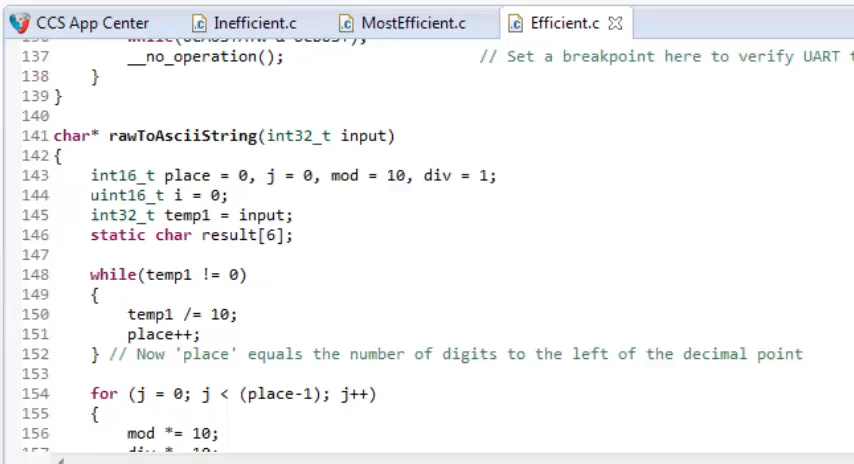 CCS App Center Inefficient.c MostEfficient.c Efficient.c
137 __no_operation(); // Set a breakpoint here to verify UART
138 }
139 }
140
141 char* rawToAsciiString(int32_t input)
142 {
143 int16_t place = 0, j = 0, mod = 10, div = 1;
144 uint16_t i = 0;
145 int32_t temp1 = input;
146 static char result[6];
147
148 while(temp1 != 0)
149 {
150 temp1 /= 10;
151 place++;
152 } // Now 'place' equals the number of digits to the left of the decimal point
153
154 for (j = 0; j < (place-1); j++)
155 {
156 mod *= 10;